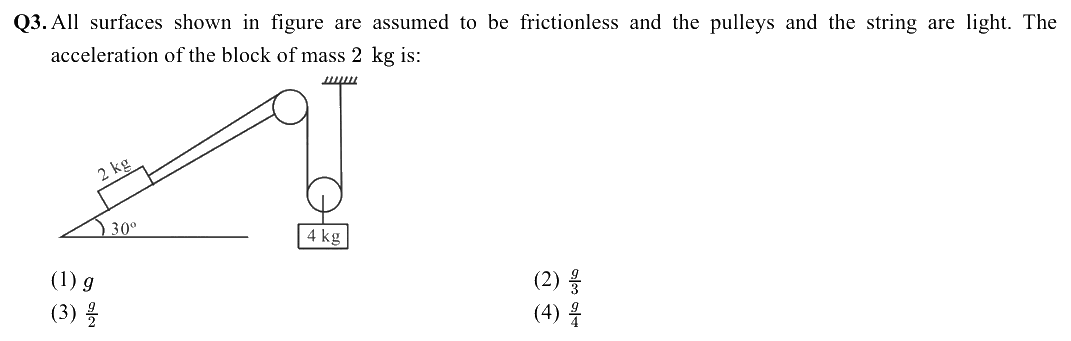 Q3. All surfaces shown in figure are assumed to be frictionless and the pulleys and the string are light. The
acceleration of the block of mass 2 kg is:
2 kg
30°
4 kg
(1) g
(2) g/3
(3) g/2
(4) g/4